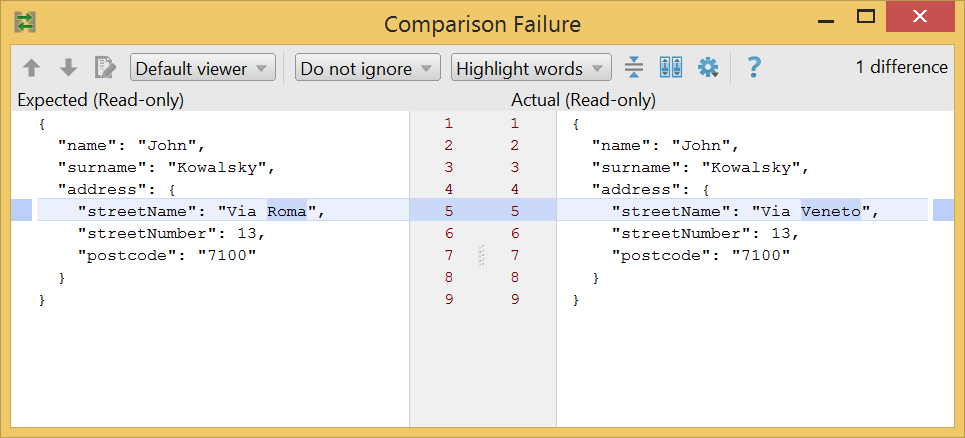 Comparison Failure
Default viewer Do not ignore Highlight words ? 1 difference
Expected (Read-only) Actual (Read-only)
{ 1 1 {
"name": "John", 2 2 "name": "John",
"surname": "Kowalsky", 3 3 "surname": "Kowalsky",
"address": { 4 4 "address": {
"streetName": "Via Roma", 5 5 "streetName": "Via Veneto",
"streetNumber": 13, 6 6 "streetNumber": 13,
"postcode": "7100" 7 7 "postcode": "7100"
} 8 8 }
} 9 9 }